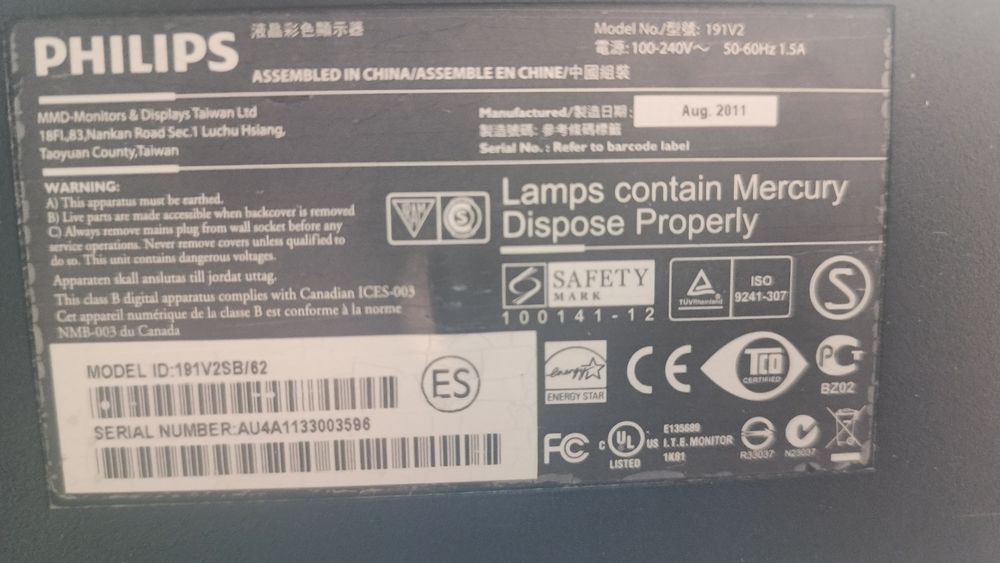 PHILIPS
液晶彩色顯示器
Model No./型號: 191V2
電源: 100-240V～ 50-60Hz 1.5A
ASSEMBLED IN CHINA/ASSEMBLE EN CHINE/中國組裝
MMD-Monitors & Displays Taiwan Ltd
18Fl.,83,Nankan Road Sec.1 Luchu Hsiang,
Taoyuan County,Taiwan
Manufactured/製造日期: Aug. 2011
製造號碼: 參考條碼標籤
Serial No. : Refer to barcode label
WARNING:
A) This apparatus must be earthed.
B) Live parts are made accessible when backcover is removed
C) Always remove mains plug from wall socket before any
service operations. Never remove covers unless qualified to
do so. This unit contains dangerous voltages.
Apparaten skall anslutas till jordat uttag.
This class B digital apparatus complies with Canadian ICES-003
Cet appareil numérique de la classe B est conforme à la norme
NMB-003 du Canada
Lamps contain Mercury
Dispose Properly
SAFETY
MARK
100141-12
TÜVRheinland
ISO
9241-307
S
MODEL ID:191V2SB/62
SERIAL NUMBER:AU4A1133003596
ES
energy
ENERGY STAR
CE
TCO
CERTIFIED
BZ02
FC
C UL US
LISTED
E135689
I.T.E. MONITOR
1K81
R33037
N23037